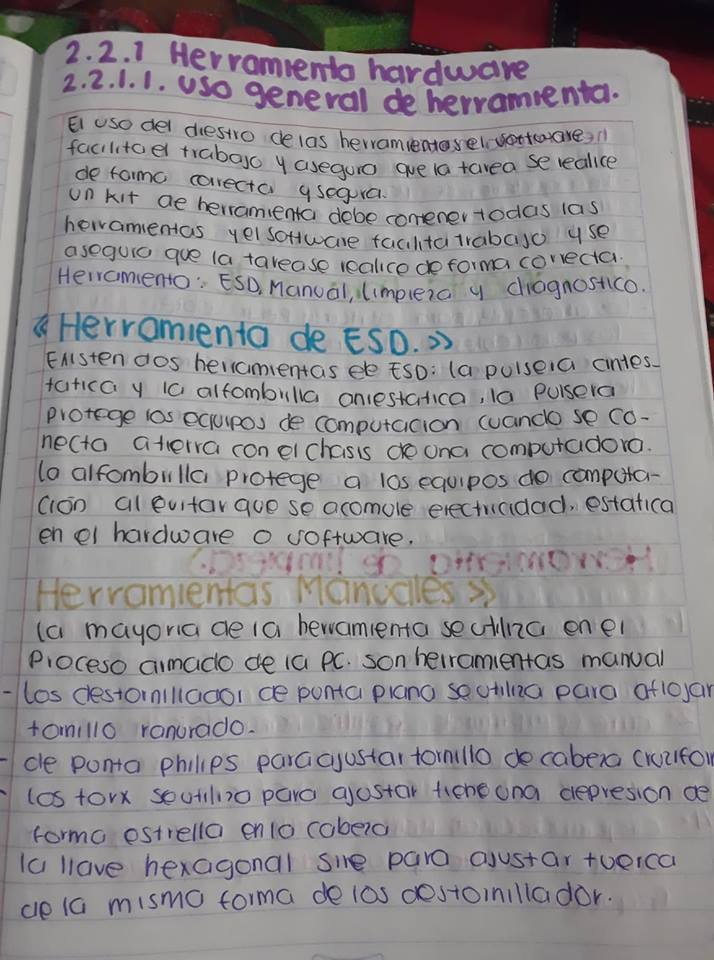 2.2.1 Herramienta hardware
2.2.1.1. uso general de herramienta.
El uso del diestro de las herramientas el software
facilita el trabajo y asegura que la tarea se realice
de forma correcta y segura.
un kit de herramienta debe contener todas las
herramientas y el software facilita trabajo y se
asegura que la tarea se realice de forma correcta.
Herramienta: ESD, Manual, limpieza y diagnostico.
« Herramienta de ESD. »
Existen dos herramientas de ESD: la pulsera antes-
tatica y la alfombrilla aniestatica, la Pulsera
protege los equipos de computacion cuando se co-
necta a tierra con el chasis de una computadora.
la alfombrilla protege a los equipos de computa-
ción al evitar que se acomule electricidad. estatica
en el hardware o software.
Herramienta de limpiesa.
Herramientas Manuales »
la mayoria de la herramienta se utiliza en el
Proceso armado de la PC. son herramientas manual
- los destornillador de punta plana se utiliza para aflojar
tornillo ranurado.
- de punta philips para ajustar tornillo de cabeza crucifor
- los torx se utiliza para ajustar tiene una depresion de
forma estrella en la cabeza
la llave hexagonal sire para ajustar tuerca
de la misma forma de los destornillador.